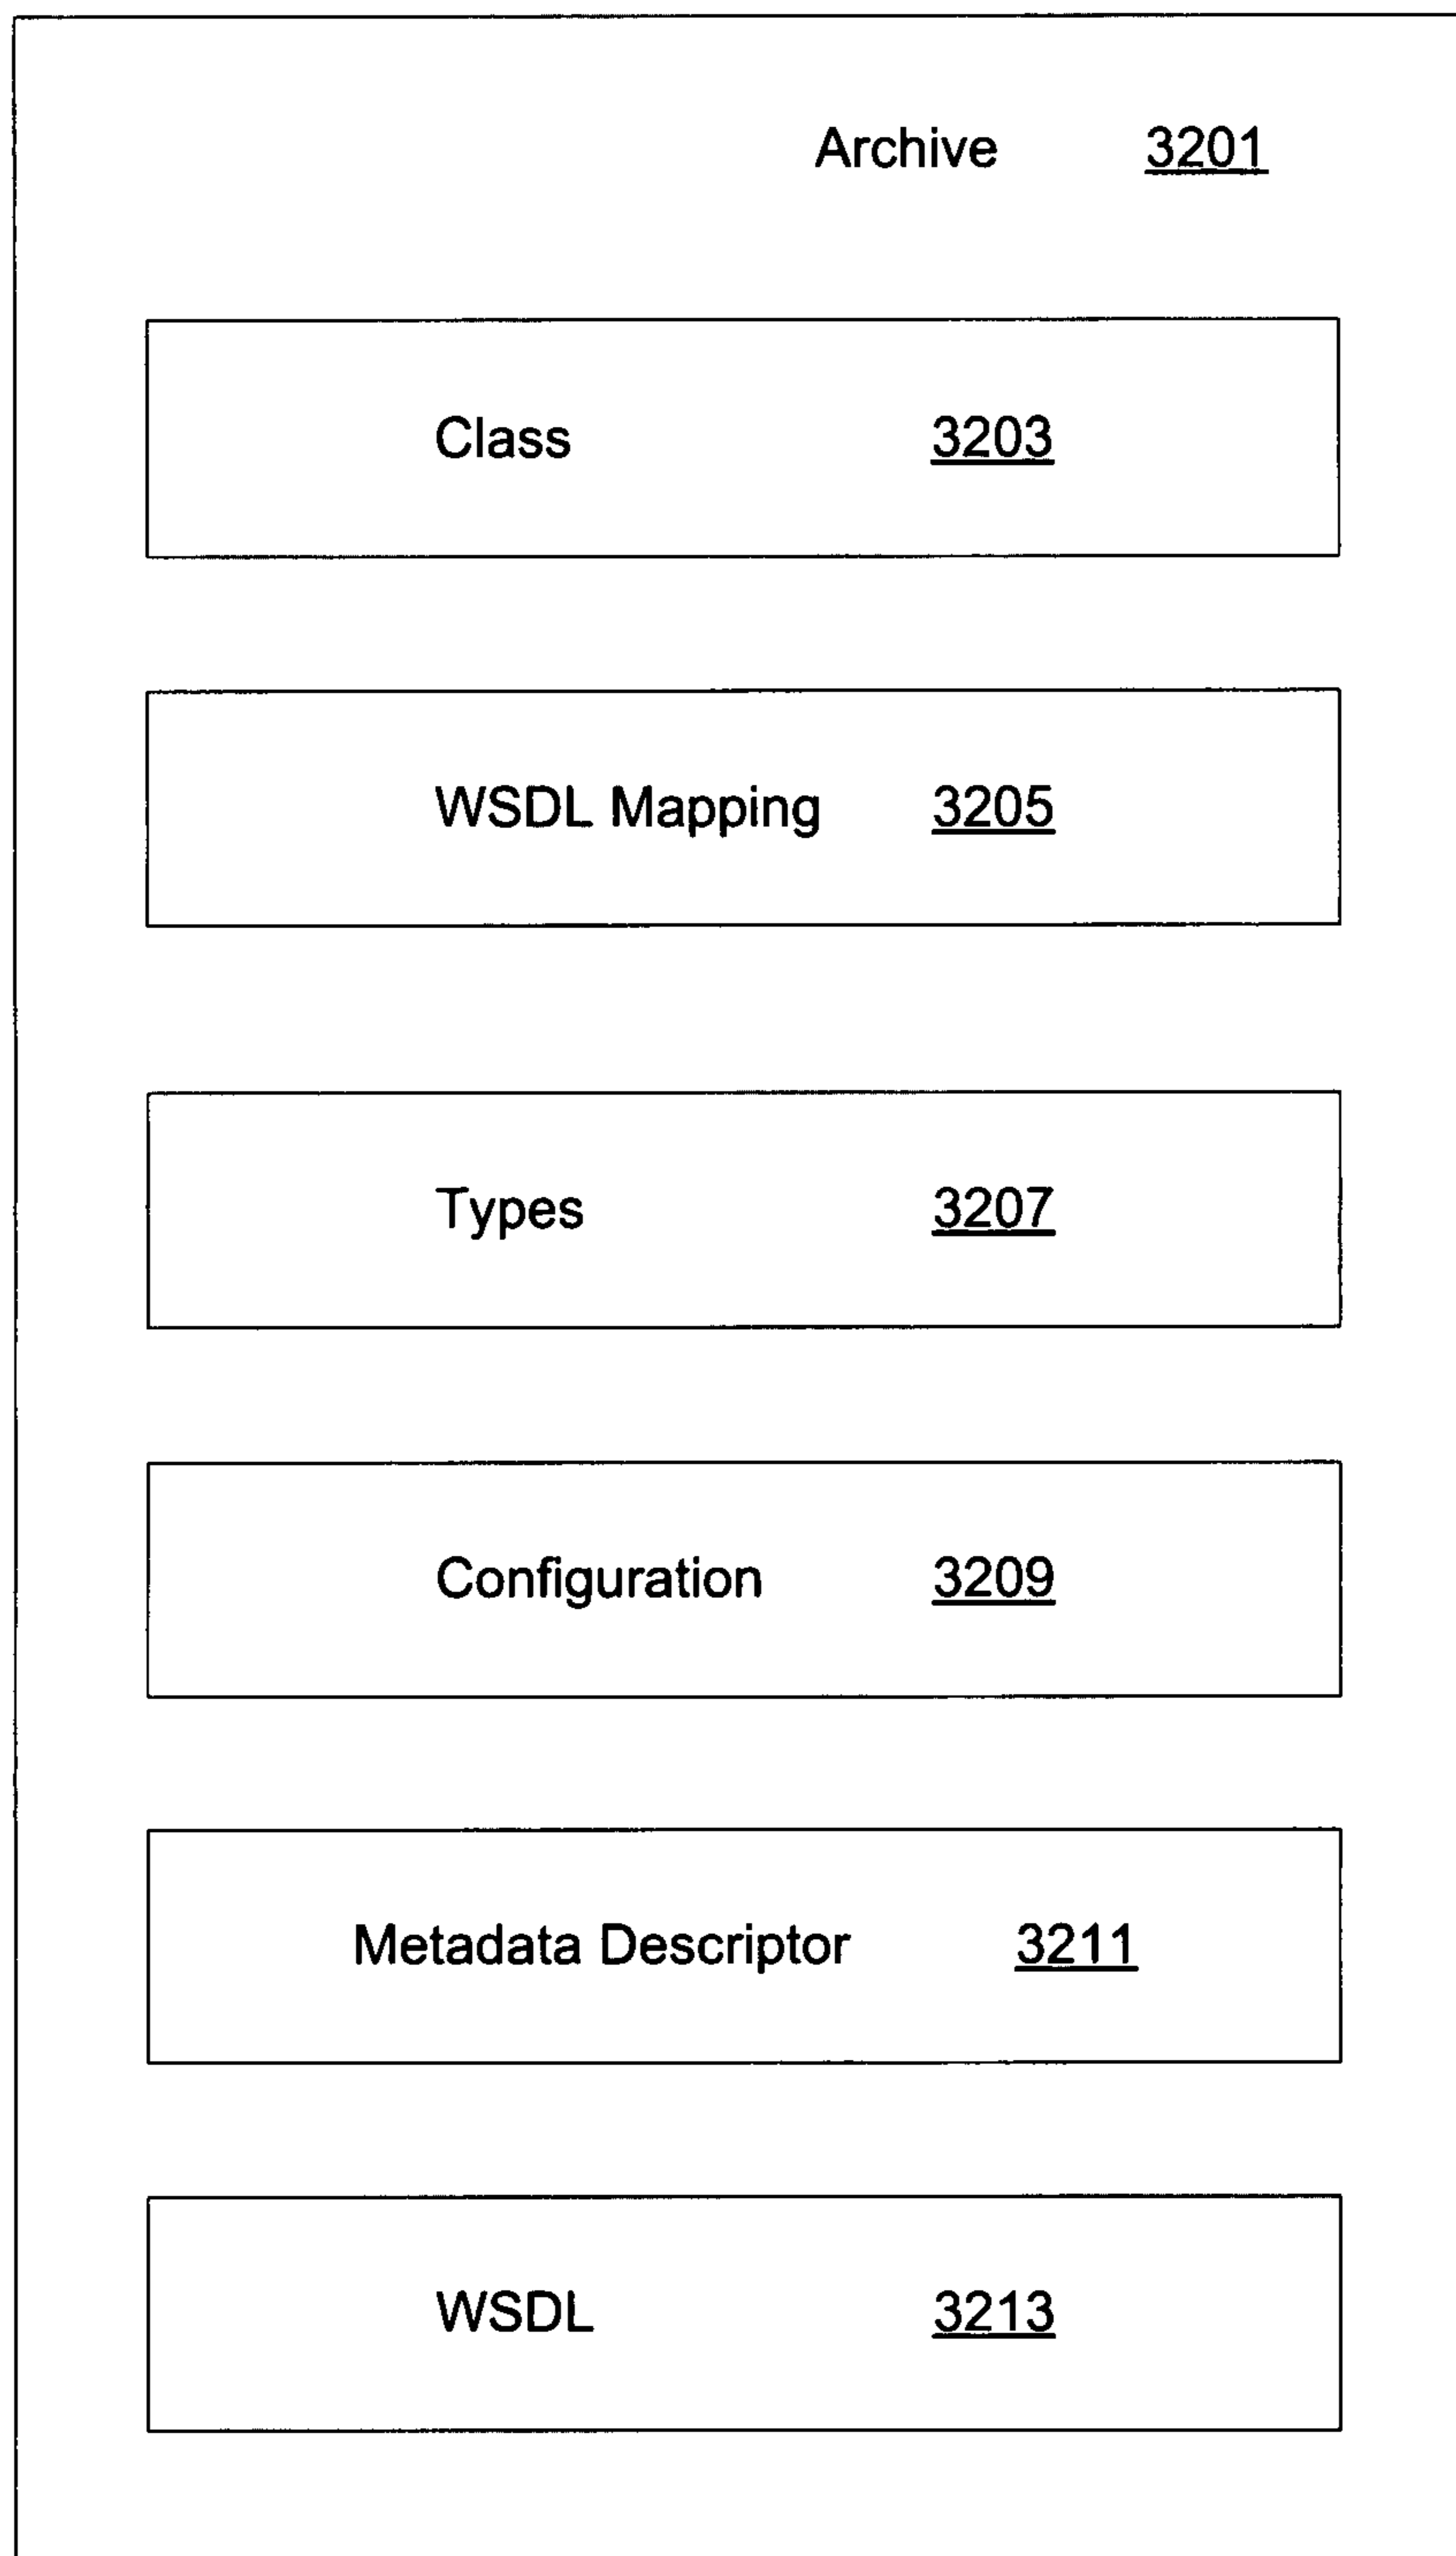 Archive 3201
Class 3203
WSDL Mapping 3205
Types 3207
Configuration 3209
Metadata Descriptor 3211
WSDL 3213